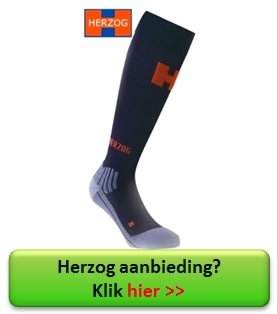 HERZOG
H
HERZOG
H
Herzog aanbieding?
Klik hier >>